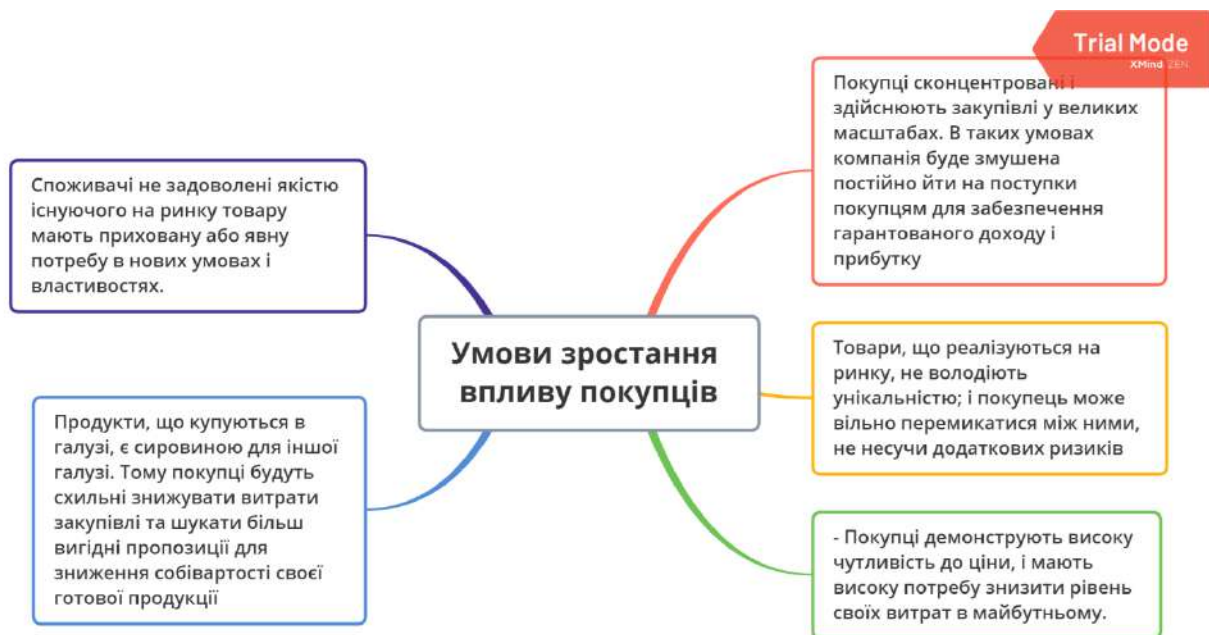 Trial Mode
XMind ZEN
Покупці сконцентровані і
здійснюють закупівлі у великих
масштабах. В таких умовах
компанія буде змушена
постійно йти на поступки
покупцям для забезпечення
гарантованого доходу і
прибутку
Споживачі не задоволені якістю
існуючого на ринку товару
мають приховану або явну
потребу в нових умовах і
властивостях.
Умови зростання
впливу покупців
Товари, що реалізуються на
ринку, не володіють
унікальністю; і покупець може
вільно перемикатися між ними,
не несучи додаткових ризиків
Продукти, що купуються в
галузі, є сировиною для іншої
галузі. Тому покупці будуть
схильні знижувати витрати
закупівлі та шукати більш
вигідні пропозиції для
зниження собівартості своєї
готової продукції
- Покупці демонструють високу
чутливість до ціни, і мають
високу потребу знизити рівень
своїх витрат в майбутньому.